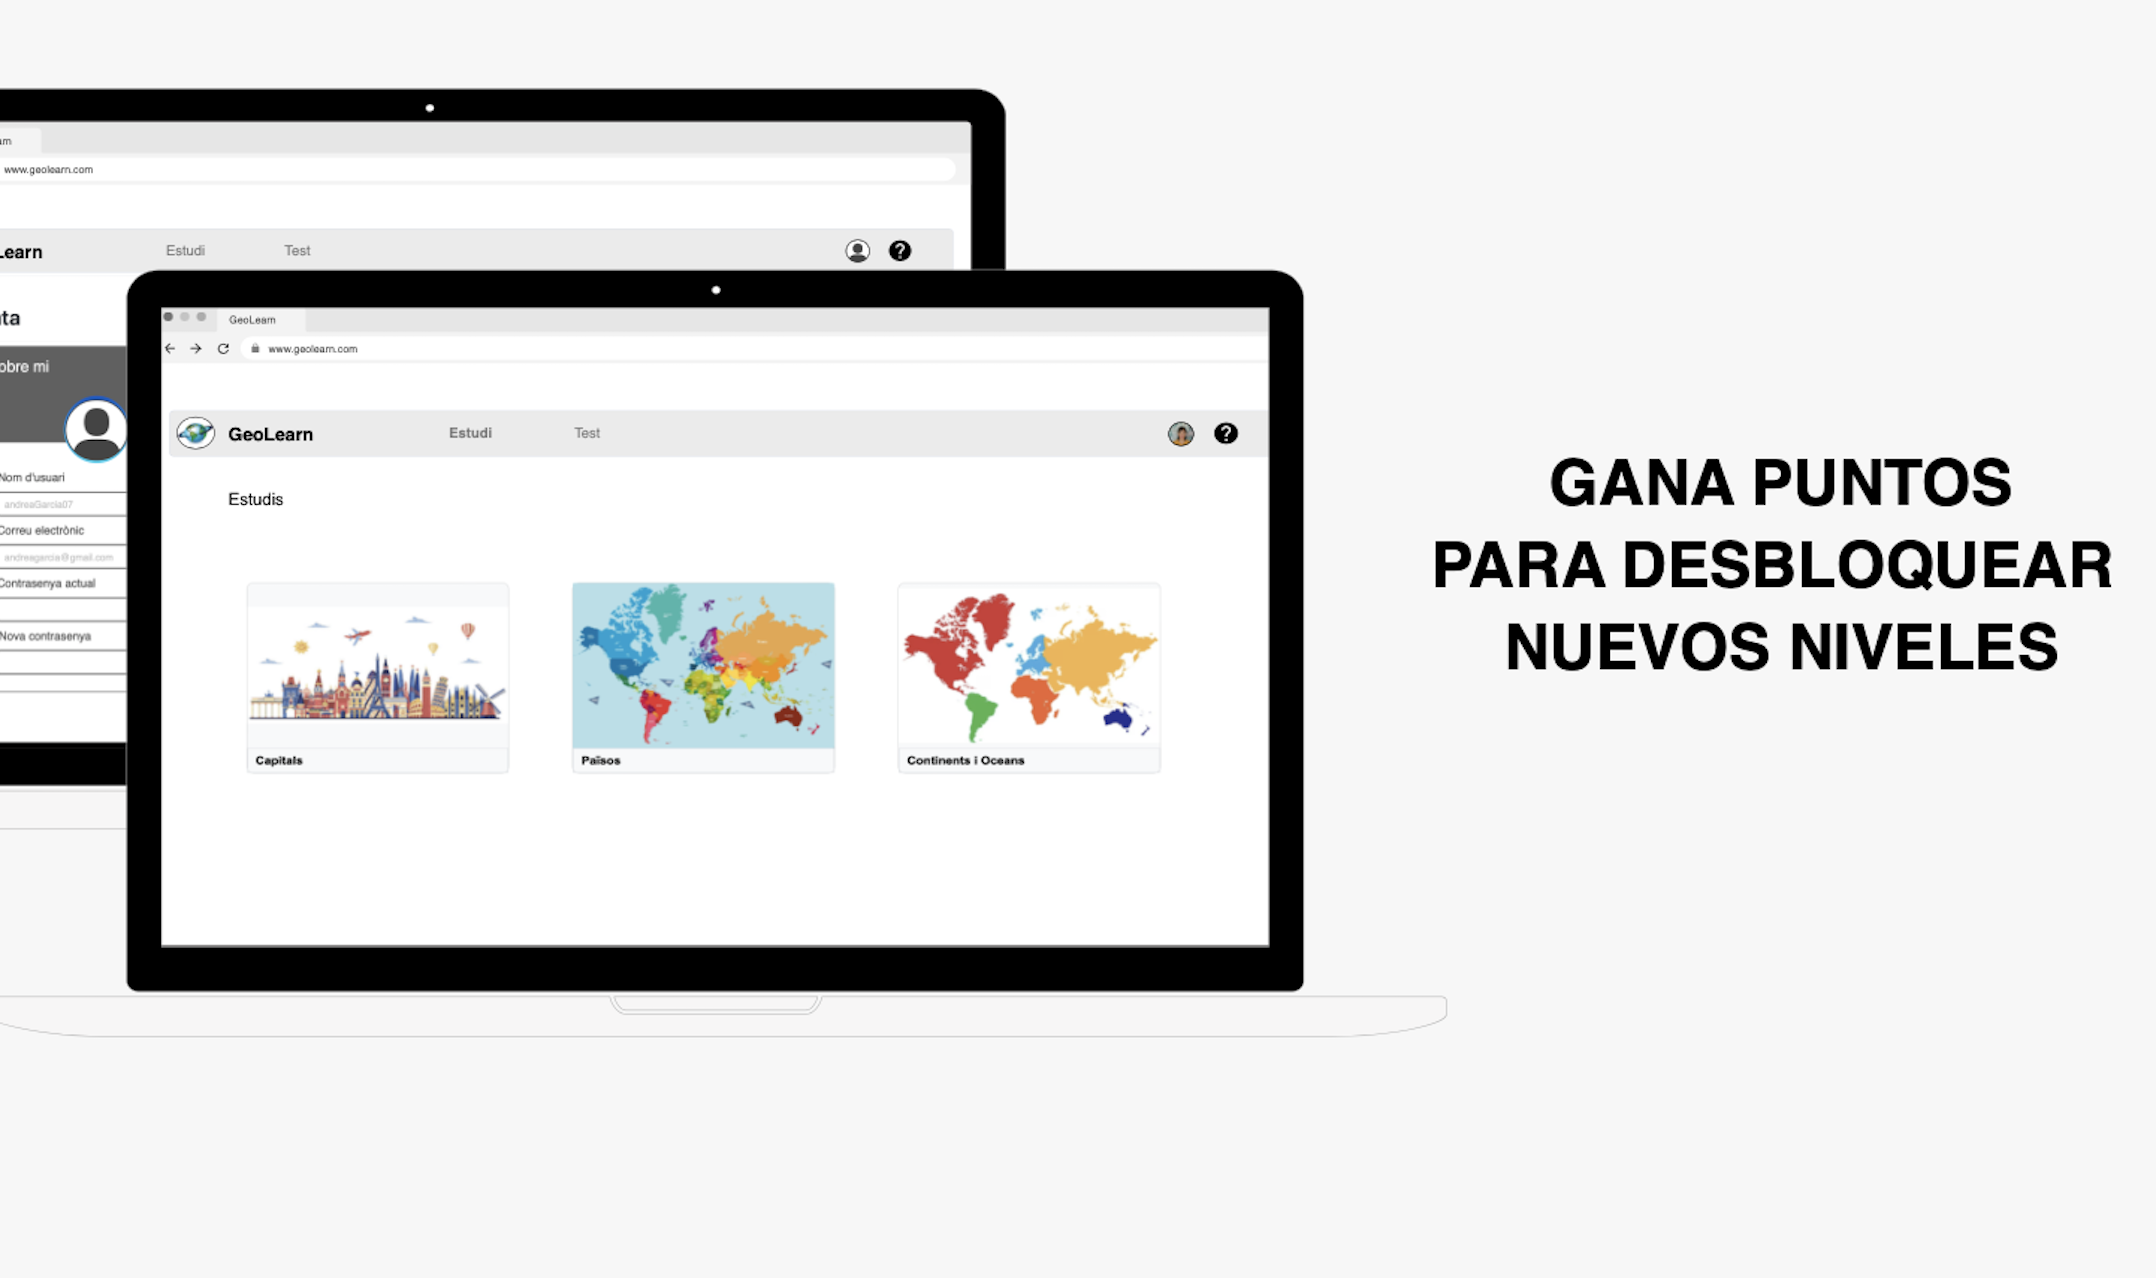 www.geolearn.com
Learn
Estudi
Test
?
obre mi
Nom d'usuari
andreaGarcia07
Correu electrònic
andreagarcia@gmail.com
Contrasenya actual
Nova contrasenya
GeoLearn
www.geolearn.com
GeoLearn
Estudi
Test
?
Estudis
Capitals
Països
Continents i Oceans
GANA PUNTOS
PARA DESBLOQUEAR
NUEVOS NIVELES